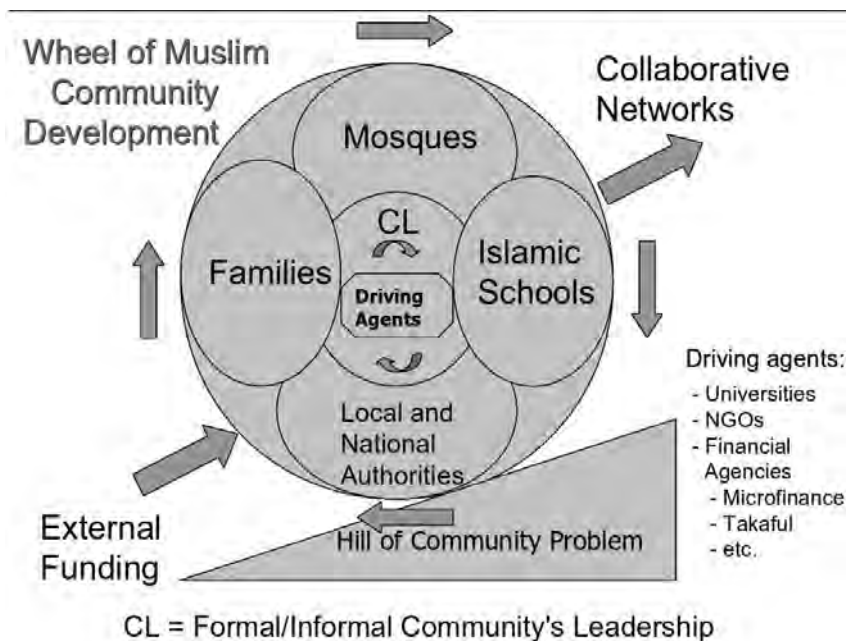 Wheel of Muslim
Community
Development
Collaborative
Networks
Mosques
CL
Families
Islamic
Schools
Driving
Agents
Local and
National
Authorities
External
Funding
Hill of Community Problem
Driving agents:
- Universities
- NGOs
- Financial
Agencies
- Microfinance
- Takaful
- etc.
CL = Formal/Informal Community's Leadership